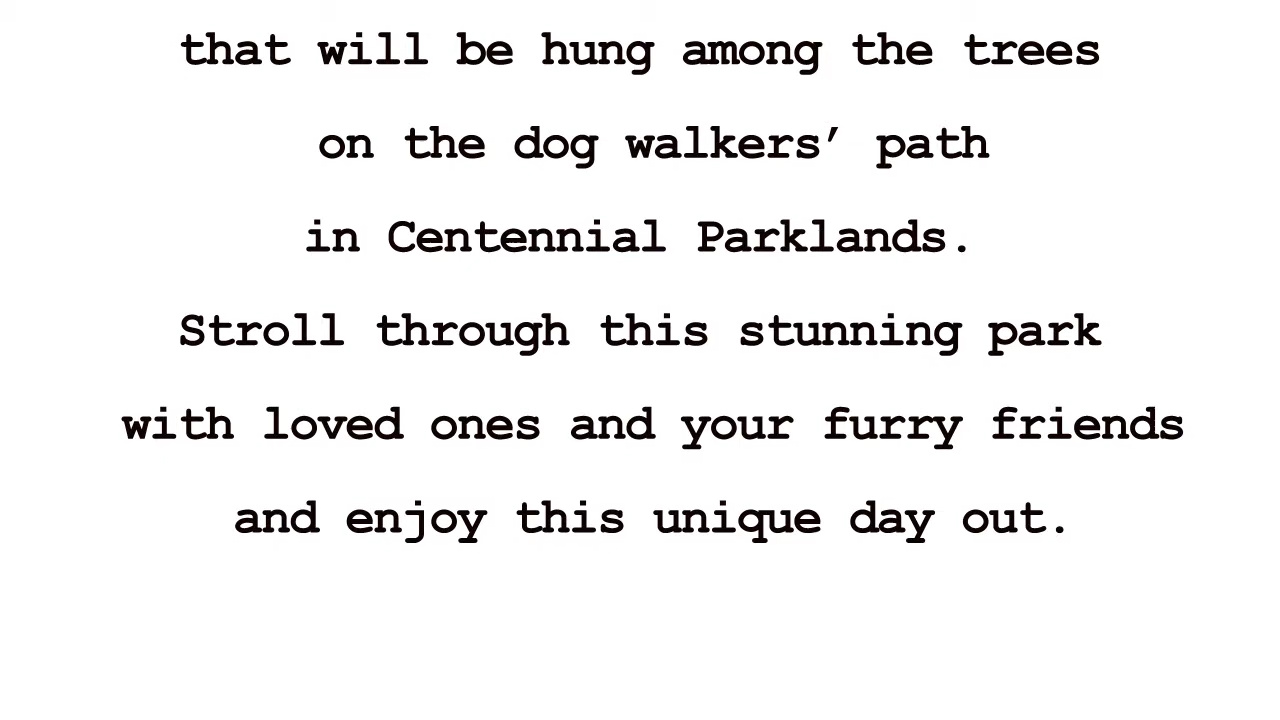 that will be hung among the trees
on the dog walkers’ path
in Centennial Parklands.
Stroll through this stunning park
with loved ones and your furry friends
and enjoy this unique day out.